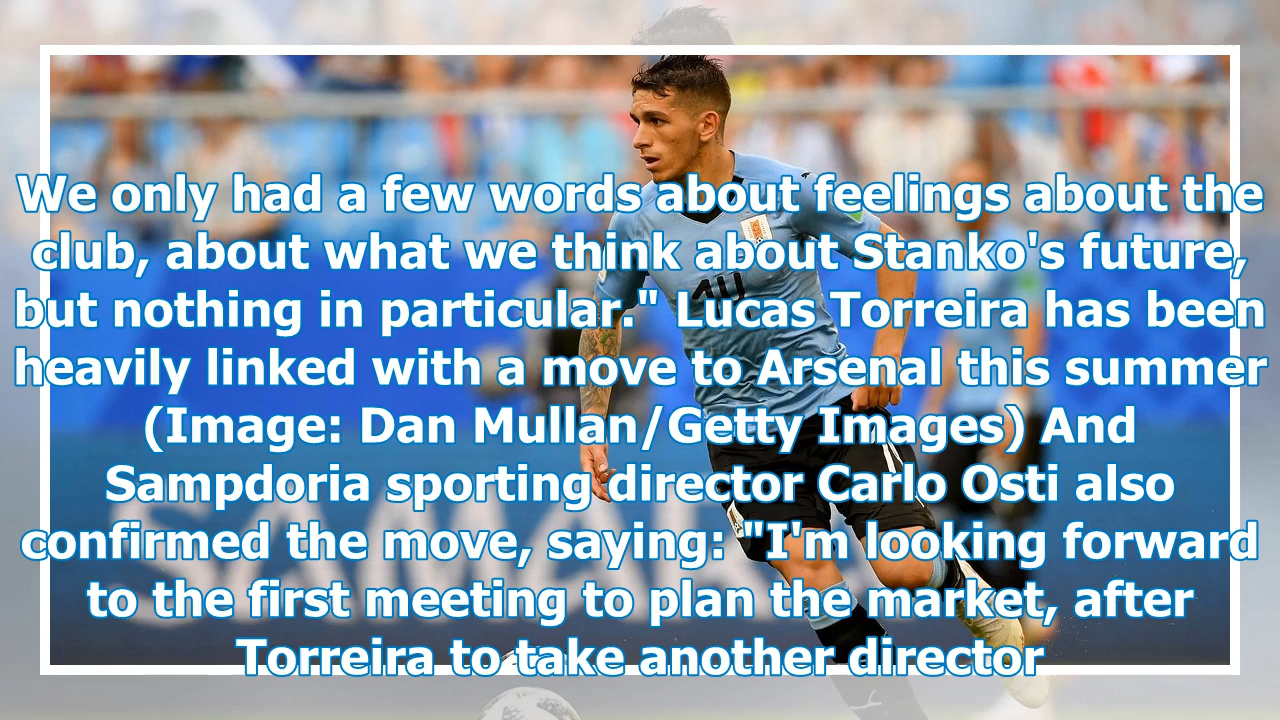 We only had a few words about feelings about the
club, about what we think about Stanko's future,
but nothing in particular." Lucas Torreira has been
heavily linked with a move to Arsenal this summer
(Image: Dan Mullan/Getty Images) And
Sampdoria sporting director Carlo Osti also
confirmed the move, saying: "I'm looking forward
to the first meeting to plan the market, after
Torreira to take another director